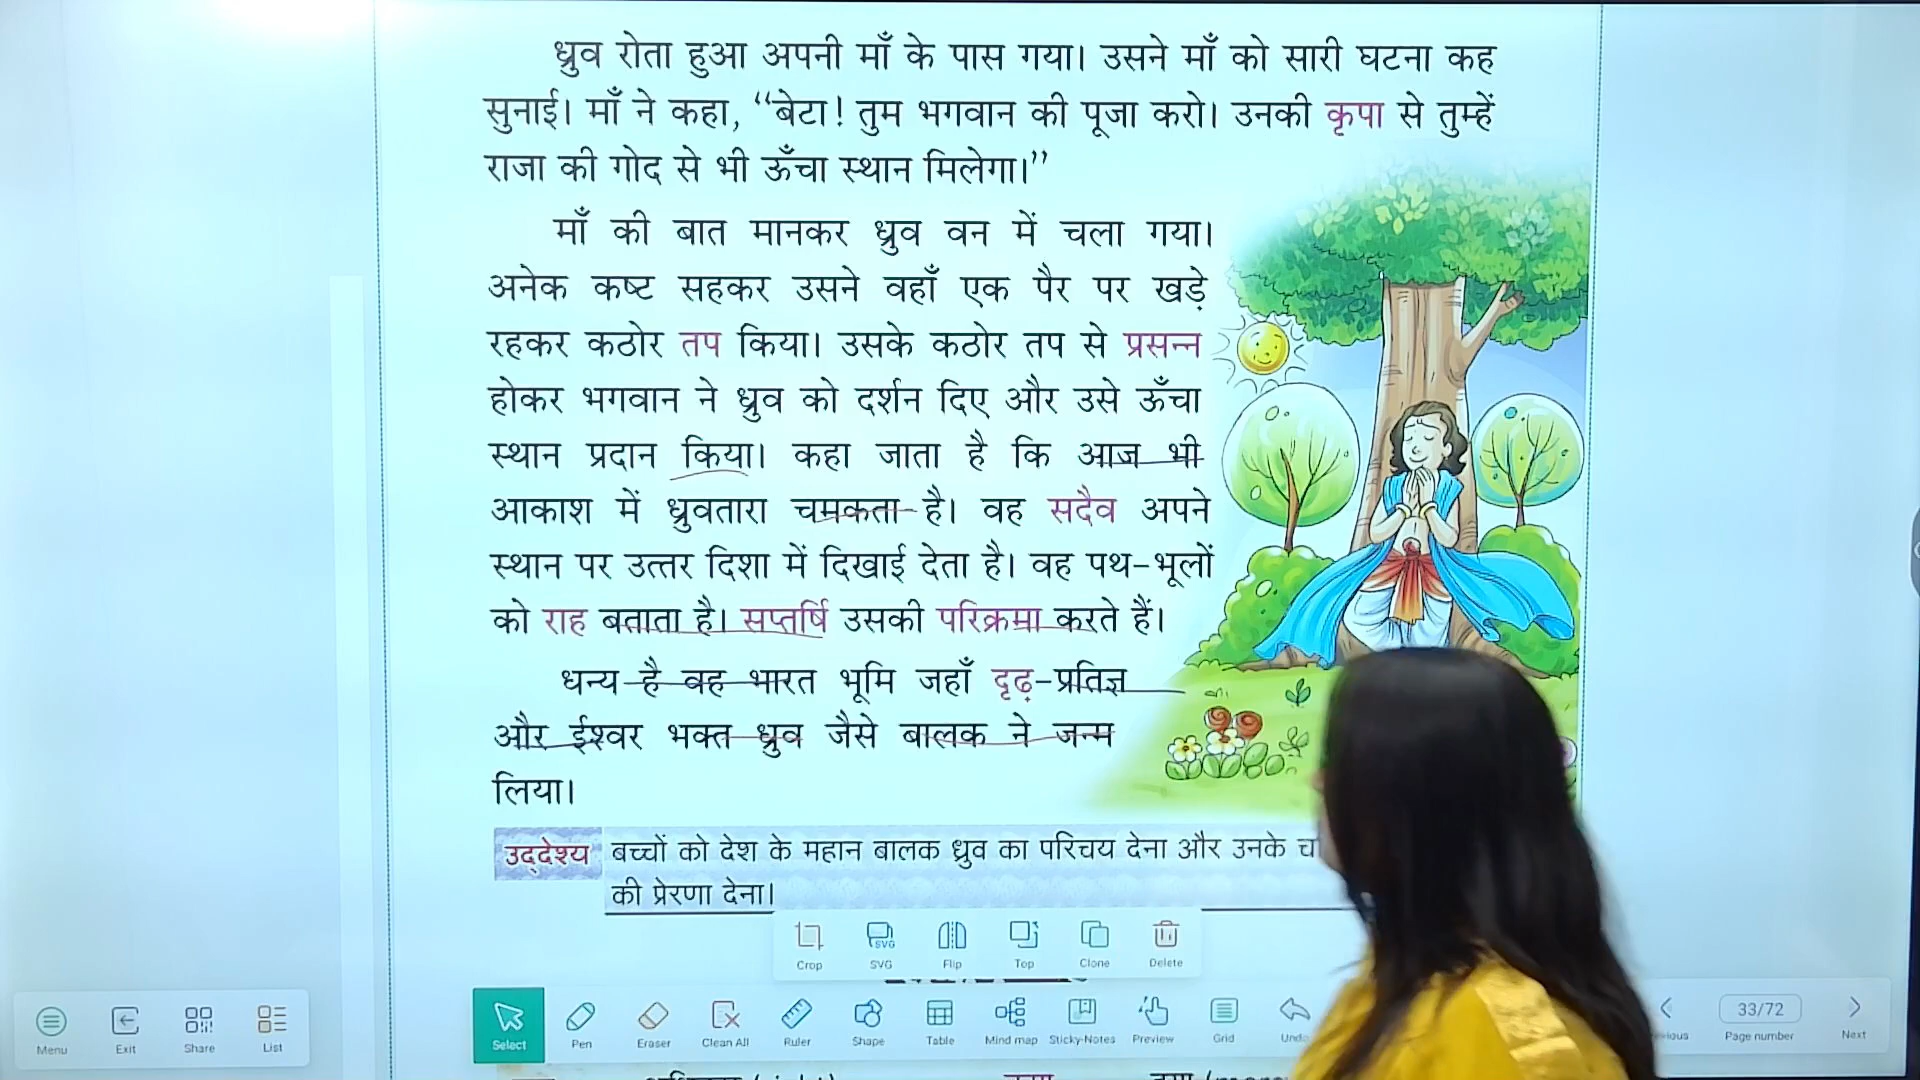 ध्रुव रोता हुआ अपनी माँ के पास गया। उसने माँ को सारी घटना कह
सुनाई। माँ ने कहा, “बेटा! तुम भगवान की पूजा करो। उनकी कृपा से तुम्हें
राजा की गोद से भी ऊँचा स्थान मिलेगा।”
माँ की बात मानकर ध्रुव वन में चला गया।
अनेक कष्ट सहकर उसने वहाँ एक पैर पर खड़े
रहकर कठोर तप किया। उसके कठोर तप से प्रसन्न
होकर भगवान ने ध्रुव को दर्शन दिए और उसे ऊँचा
स्थान प्रदान किया। कहा जाता है कि आज भी
आकाश में ध्रुवतारा चमकता है। वह सदैव अपने
स्थान पर उत्तर दिशा में दिखाई देता है। वह पथ-भूलों
को राह बताता है। सप्तर्षि उसकी परिक्रमा करते हैं।
धन्य है वह भारत भूमि जहाँ दृढ़-प्रतिज्ञ
और ईश्वर भक्त ध्रुव जैसे बालक ने जन्म
लिया।
उद्देश्य बच्चों को देश के महान बालक ध्रुव का परिचय देना और उनके
की प्रेरणा देना।
Crop SVG Flip Top Clone Delete
Menu Exit Share List Select Pen Eraser Clean All Ruler Shape Table Mind map Sticky-Notes Preview Grid Undo 33/72 Page number Next